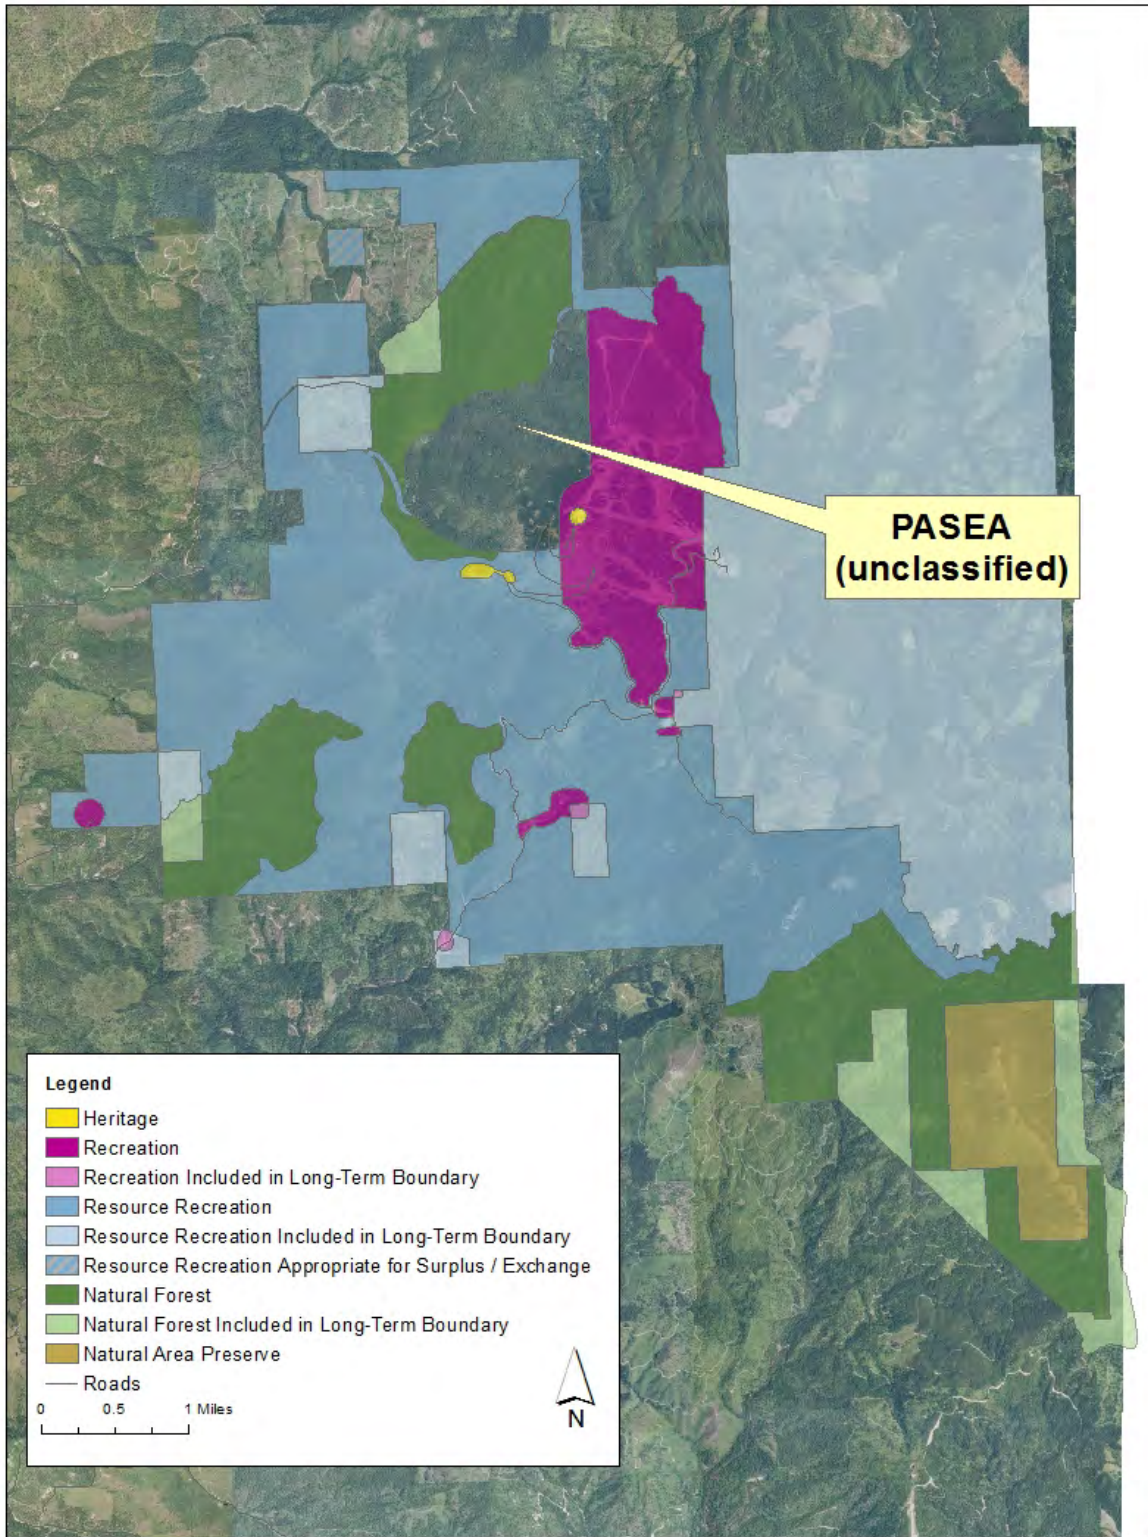 PASEA
(unclassified)
Legend
Heritage
Recreation
Recreation Included in Long-Term Boundary
Resource Recreation
Resource Recreation Included in Long-Term Boundary
Resource Recreation Appropriate for Surplus / Exchange
Natural Forest
Natural Forest Included in Long-Term Boundary
Natural Area Preserve
Roads
0 0.5 1 Miles
N